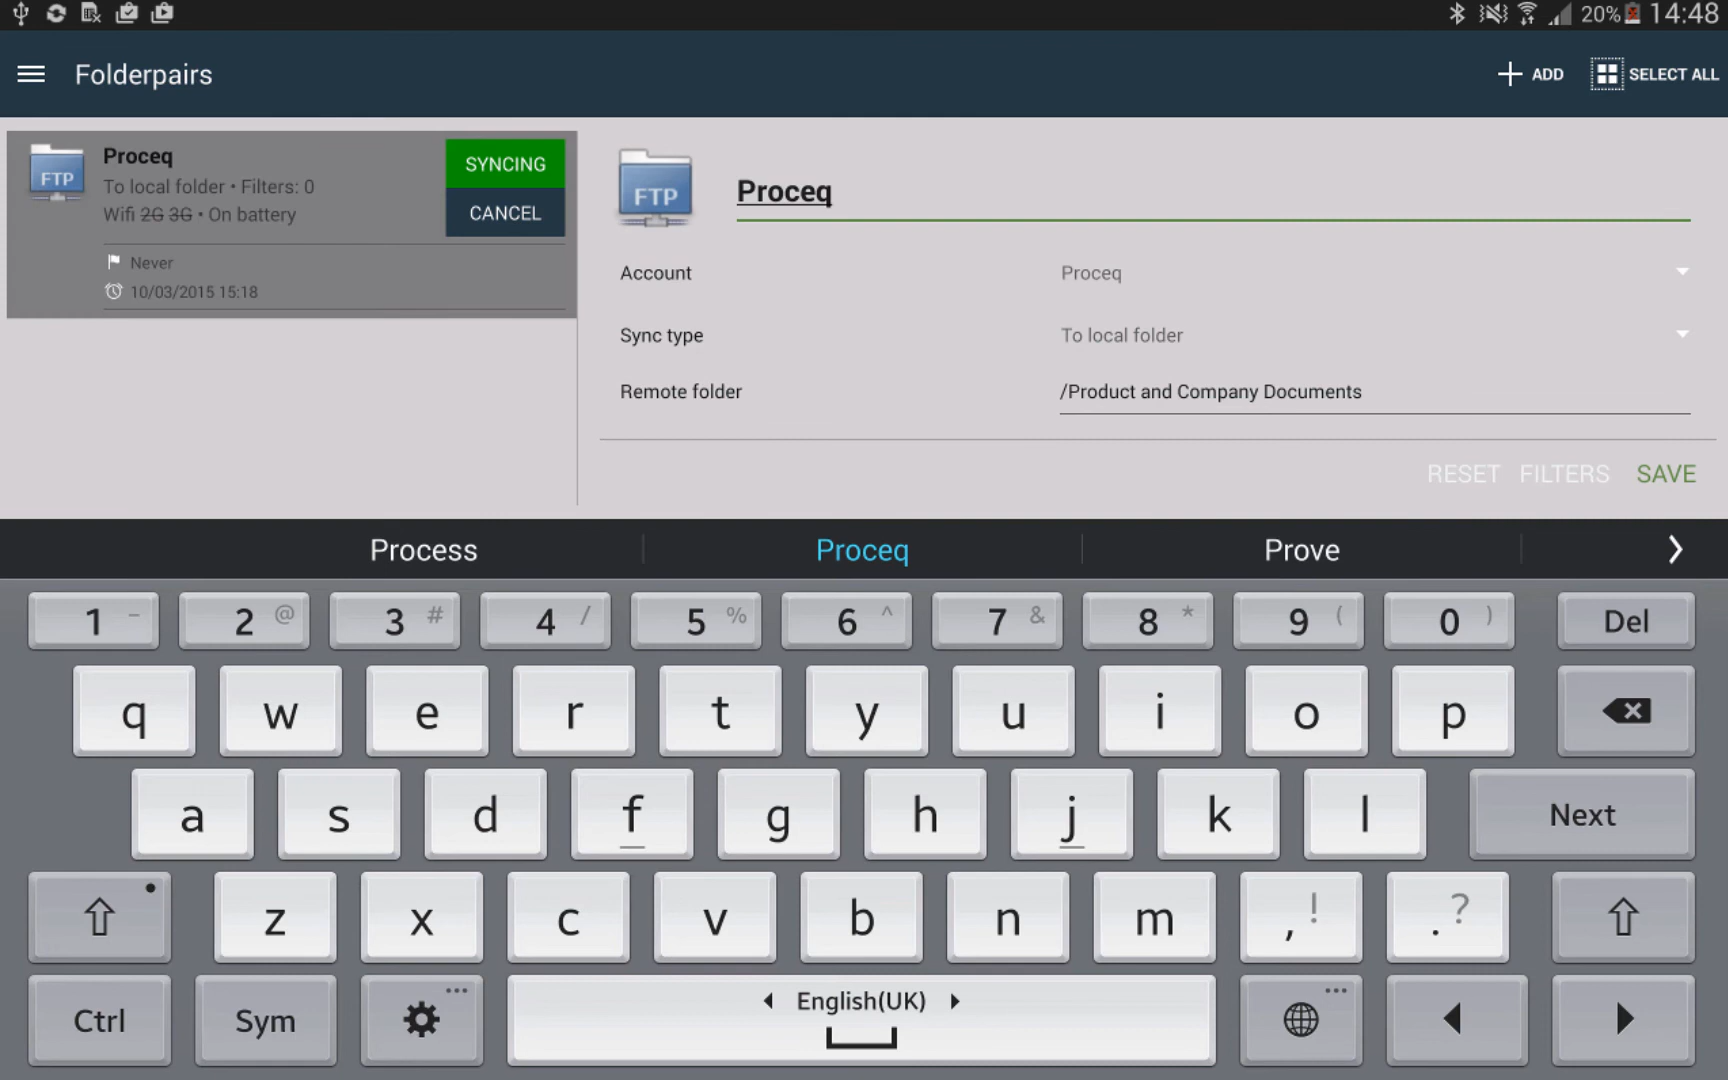 20% 14:48
Folderpairs
ADD
SELECT ALL
FTP
Proceq
To local folder • Filters: 0
Wifi 2G 3G • On battery
Never
10/03/2015 15:18
SYNCING
CANCEL
FTP
Proceq
Account Proceq
Sync type To local folder
Remote folder /Product and Company Documents
RESET FILTERS SAVE
Process Proceq Prove
1 - 2 @ 3 # 4 / 5 % 6 ^ 7 & 8 * 9 ( 0 ) Del
q w e r t y u i o p
a s d f g h j k l Next
z x c v b n m , ! . ?
Ctrl Sym English(UK)